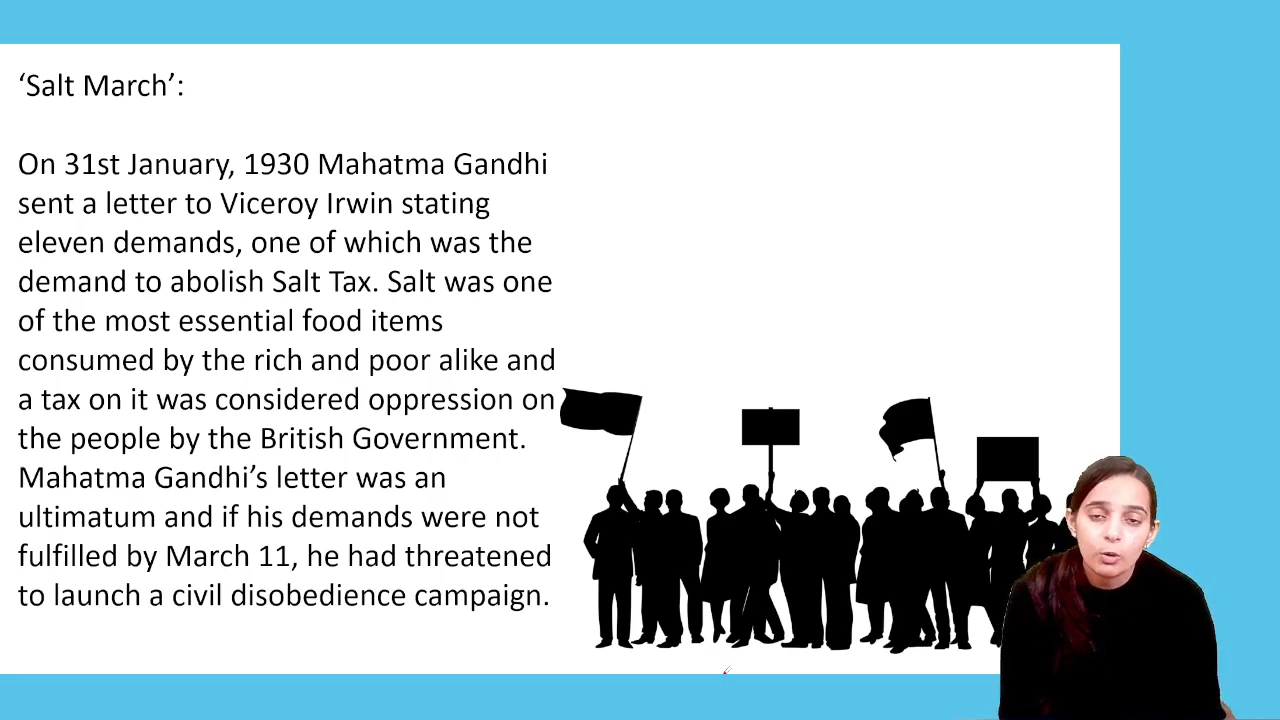 ‘Salt March’:
On 31st January, 1930 Mahatma Gandhi
sent a letter to Viceroy Irwin stating
eleven demands, one of which was the
demand to abolish Salt Tax. Salt was one
of the most essential food items
consumed by the rich and poor alike and
a tax on it was considered oppression on
the people by the British Government.
Mahatma Gandhi’s letter was an
ultimatum and if his demands were not
fulfilled by March 11, he had threatened
to launch a civil disobedience campaign.